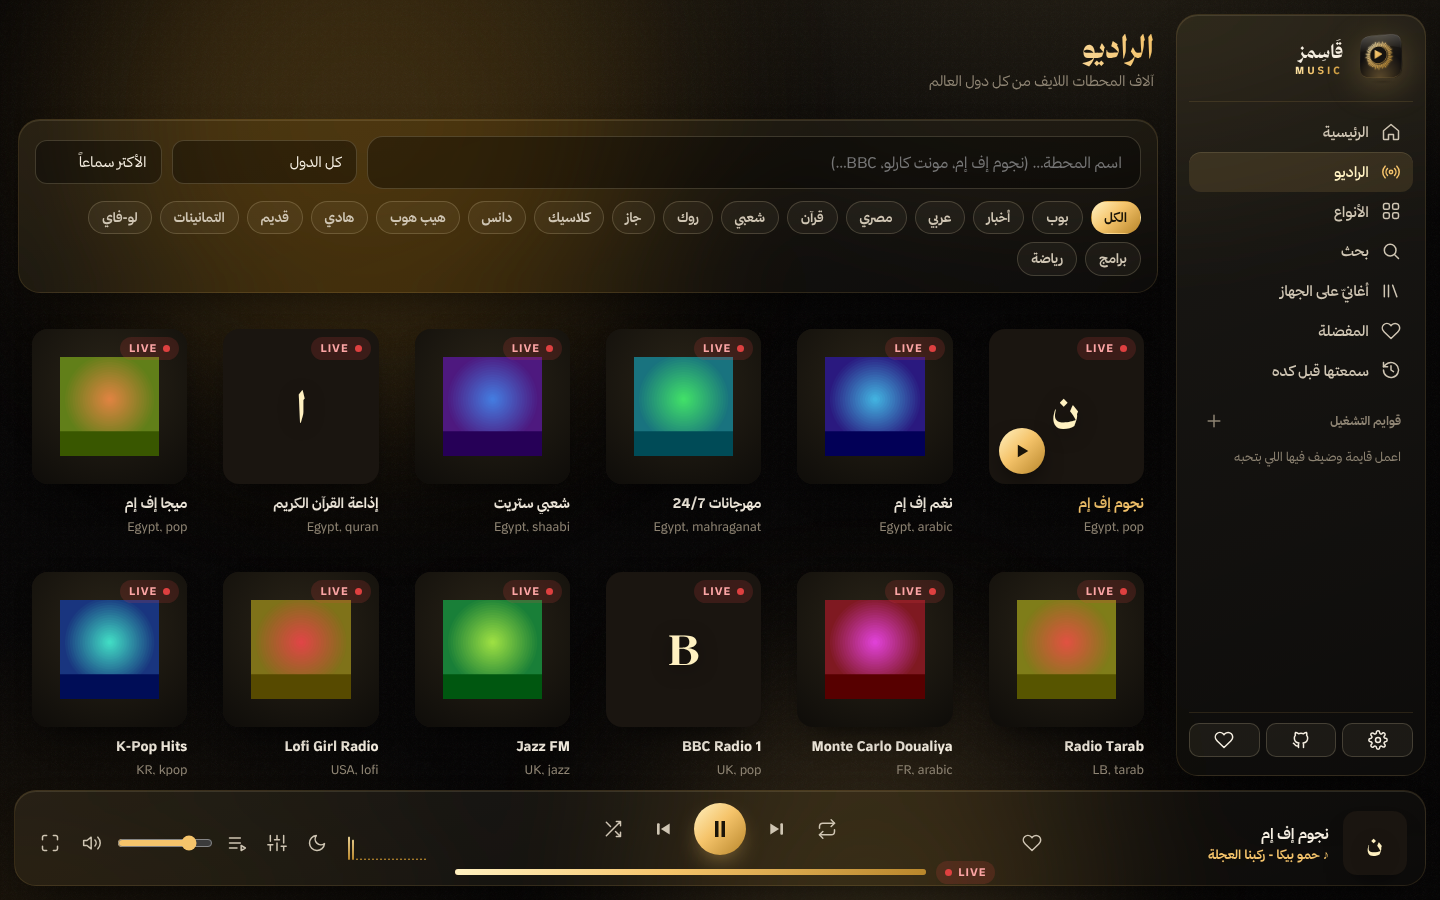 قَاسِمز
MUSIC
الرئيسية
الراديو
الأنواع
بحث
أغانيّ على الجهاز
المفضلة
سمعتها قبل كده
قوايم التشغيل
اعمل قايمة وضيف فيها اللي بتحبه
الراديو
آلاف المحطات اللايف من كل دول العالم
اسم المحطة... (نجوم إف إم، مونت كارلو، BBC...)
كل الدول
الأكتر سماعاً
الكل بوب أخبار عربي مصري قرآن شعبي روك جاز كلاسيك دانس هيب هوب هادي قديم التمانينات لو-فاي
برامج رياضة
LIVE LIVE LIVE LIVE LIVE LIVE
ن ا
نجوم إف إم
Egypt، pop
نغم إف إم
Egypt، arabic
مهرجانات 24/7
Egypt، mahraganat
شعبي ستريت
Egypt، shaabi
إذاعة القرآن الكريم
Egypt، quran
ميجا إف إم
Egypt، pop
LIVE LIVE LIVE LIVE LIVE LIVE
B
Radio Tarab
LB، tarab
Monte Carlo Doualiya
FR، arabic
BBC Radio 1
UK، pop
Jazz FM
UK، jazz
Lofi Girl Radio
USA، lofi
K-Pop Hits
KR، kpop
ن
نجوم إف إم
♪ حمو بيكا - ركبنا العجلة
LIVE